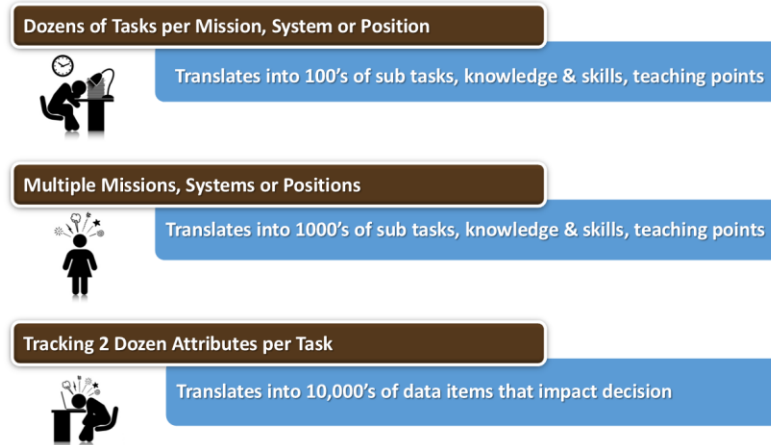 Dozens of Tasks per Mission, System or Position
Translates into 100’s of sub tasks, knowledge & skills, teaching points
Multiple Missions, Systems or Positions
Translates into 1000’s of sub tasks, knowledge & skills, teaching points
Tracking 2 Dozen Attributes per Task
Translates into 10,000’s of data items that impact decision